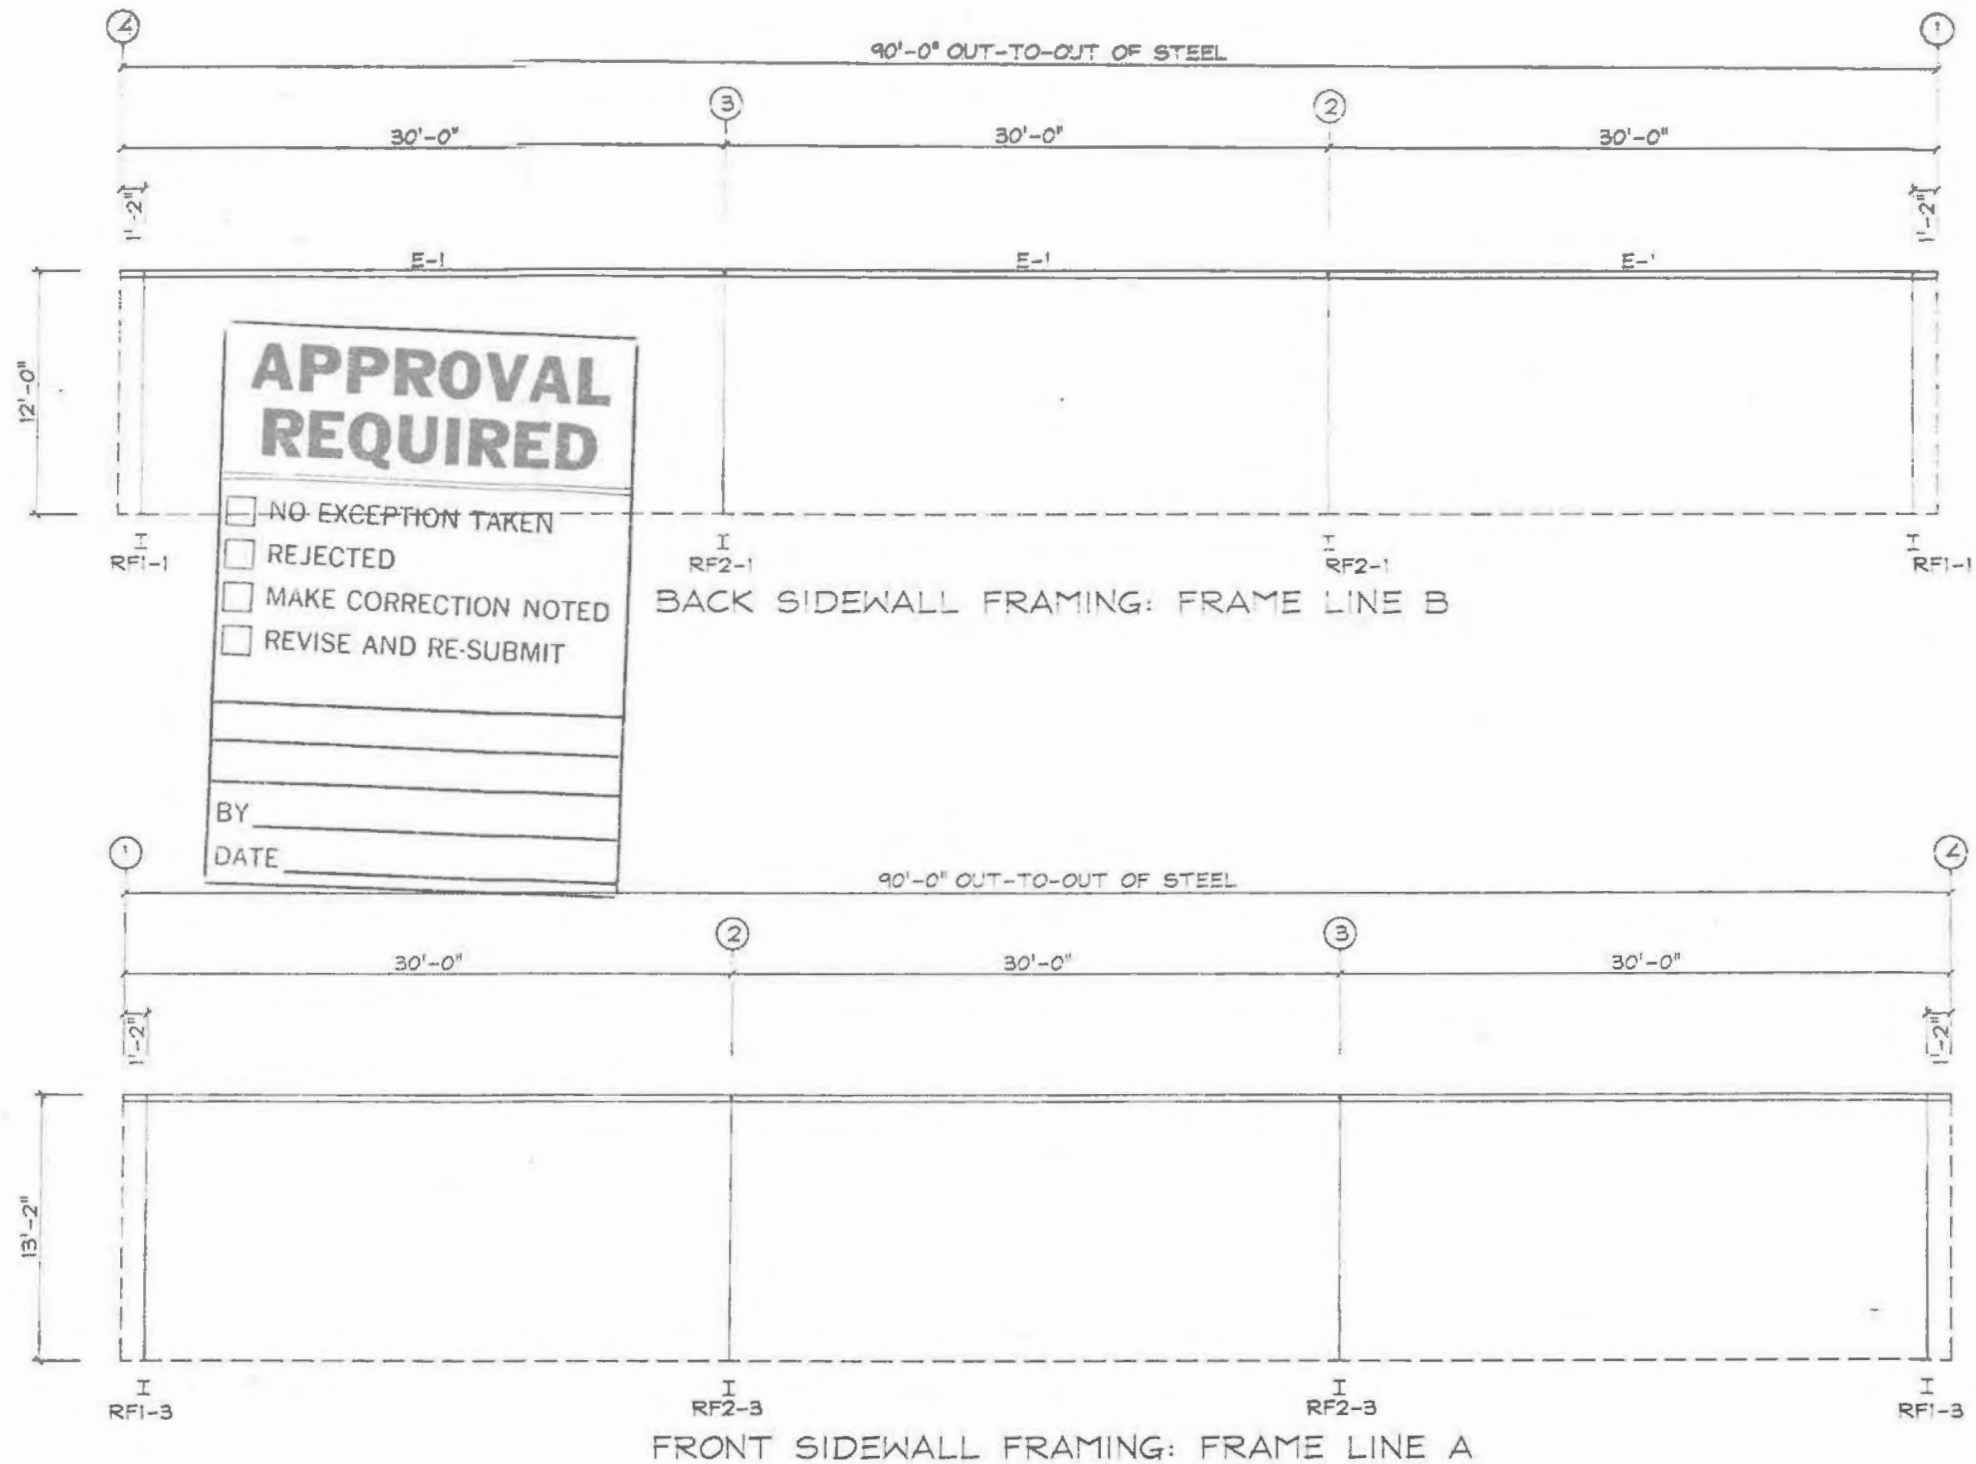 4
1
90'-0" OUT-TO-OUT OF STEEL
3
2
30'-0"
30'-0"
30'-0"
1'-2"
1'-2"
E-1
E-1
E-1
12'-0"
APPROVAL
REQUIRED
NO EXCEPTION TAKEN
REJECTED
MAKE CORRECTION NOTED
REVISE AND RE-SUBMIT
BY
DATE
I
I
I
I
RF1-1
RF2-1
RF2-1
RF1-1
BACK SIDEWALL FRAMING: FRAME LINE B
1
4
90'-0" OUT-TO-OUT OF STEEL
2
3
30'-0"
30'-0"
30'-0"
1'-2"
1'-2"
13'-2"
I
I
I
I
RF1-3
RF2-3
RF2-3
RF1-3
FRONT SIDEWALL FRAMING: FRAME LINE A